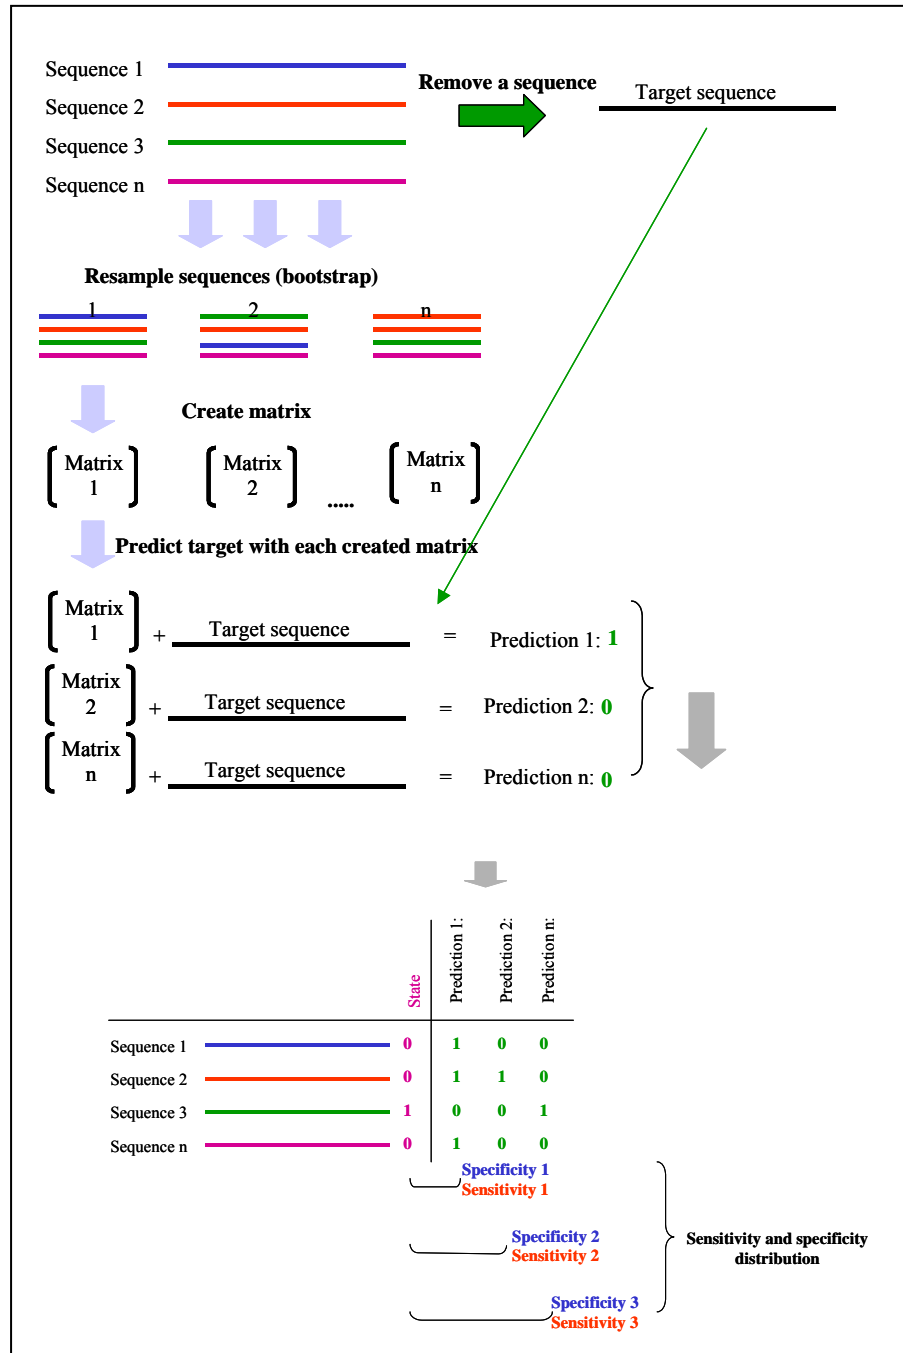 Sequence 1
Remove a sequence
Target sequence
Sequence 2
Sequence 3
Sequence n
Resample sequences (bootstrap)
1 2 n
Create matrix
Matrix 1
Matrix 2
.....
Matrix n
Predict target with each created matrix
Matrix 1 + Target sequence = Prediction 1: 1
Matrix 2 + Target sequence = Prediction 2: 0
Matrix n + Target sequence = Prediction n: 0
State Prediction 1: Prediction 2: Prediction n:
Sequence 1 0 1 0 0
Sequence 2 0 1 1 0
Sequence 3 1 0 0 1
Sequence n 0 1 0 0
Specificity 1
Sensitivity 1
Specificity 2
Sensitivity 2
Sensitivity and specificity
distribution
Specificity 3
Sensitivity 3